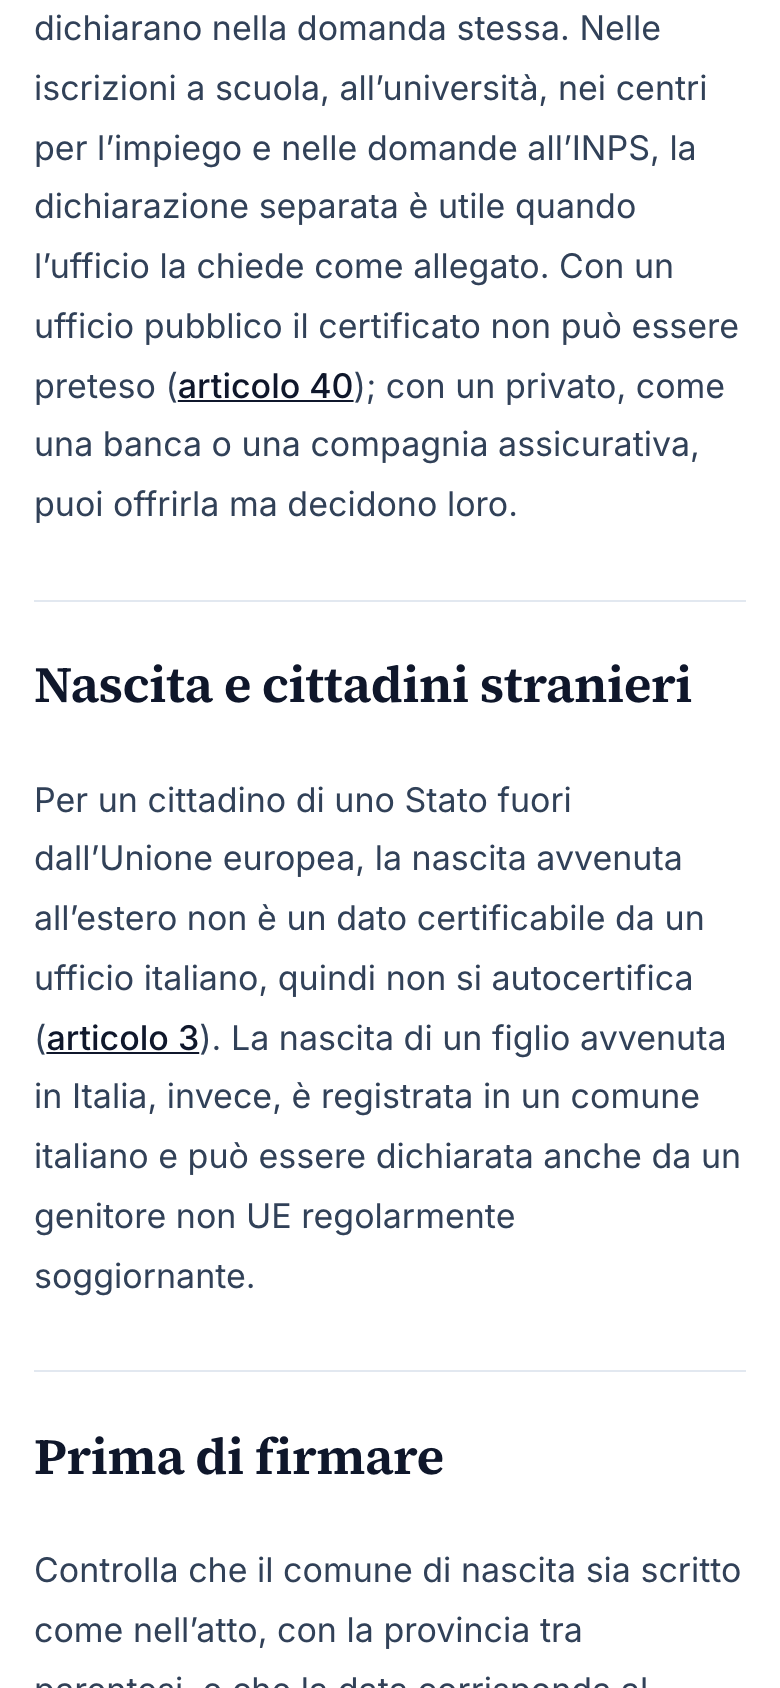 dichiarano nella domanda stessa. Nelle
iscrizioni a scuola, all’università, nei centri
per l’impiego e nelle domande all’INPS, la
dichiarazione separata è utile quando
l’ufficio la chiede come allegato. Con un
ufficio pubblico il certificato non può essere
preteso (articolo 40); con un privato, come
una banca o una compagnia assicurativa,
puoi offrirla ma decidono loro.
Nascita e cittadini stranieri
Per un cittadino di uno Stato fuori
dall’Unione europea, la nascita avvenuta
all’estero non è un dato certificabile da un
ufficio italiano, quindi non si autocertifica
(articolo 3). La nascita di un figlio avvenuta
in Italia, invece, è registrata in un comune
italiano e può essere dichiarata anche da un
genitore non UE regolarmente
soggiornante.
Prima di firmare
Controlla che il comune di nascita sia scritto
come nell’atto, con la provincia tra
parentesi, e che la data corrisponda al